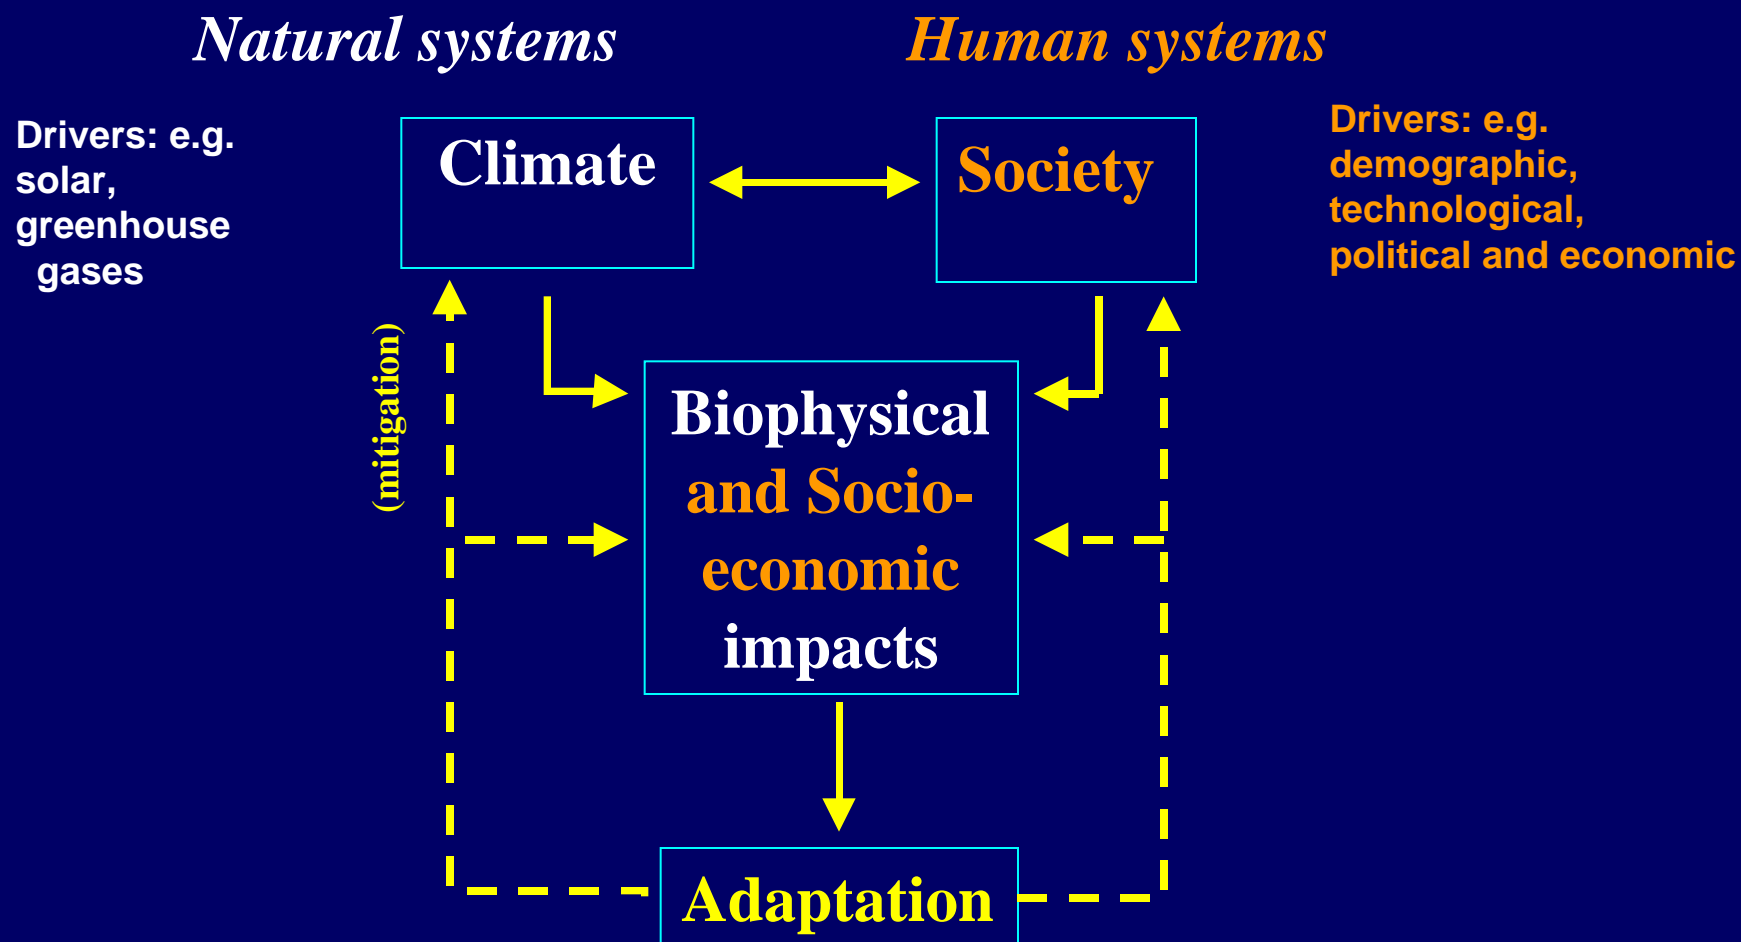 Natural systems
Human systems
Drivers: e.g.
solar,
greenhouse
gases
Climate
Society
Drivers: e.g.
demographic,
technological,
political and economic
(mitigation)
Biophysical
and Socio-
economic
impacts
Adaptation